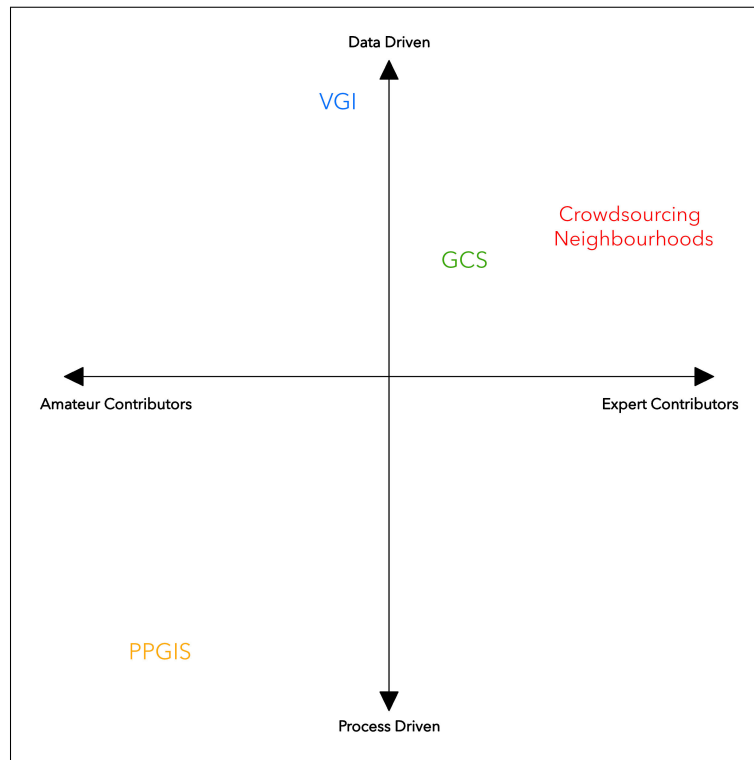 Data Driven
VGI
Crowdsourcing
Neighbourhoods
GCS
Amateur Contributors
Expert Contributors
PPGIS
Process Driven